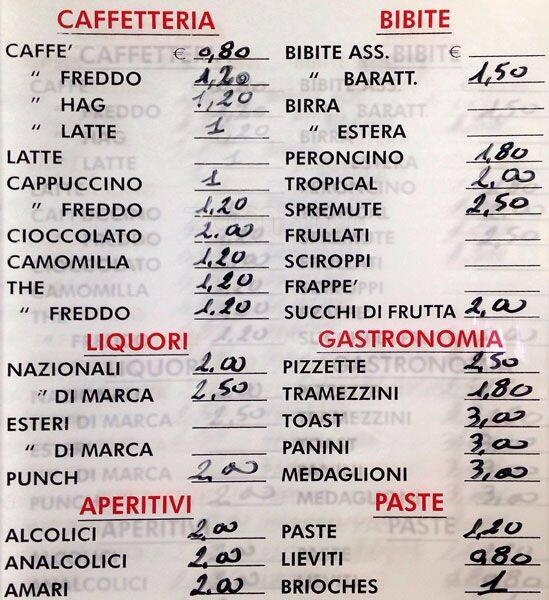 CAFFETTERIA
CAFFE' € 0,80
" FREDDO 1,20
" HAG 1,20
" LATTE 1
LATTE
CAPPUCCINO 1
" FREDDO 1,20
CIOCCOLATO 2.00
CAMOMILLA 1,20
THE 1,20
" FREDDO 1.20
LIQUORI
NAZIONALI 2,00
" DI MARCA 2,50
ESTERI
" DI MARCA
PUNCH 2,00
APERITIVI
ALCOLICI 2,00
ANALCOLICI 2.00
AMARI 2.00
BIBITE
BIBITE ASS. €
" BARATT. 1,50
BIRRA
" ESTERA
PERONCINO 1,80
TROPICAL 2,00
SPREMUTE 2,50
FRULLATI
SCIROPPI
FRAPPE'
SUCCHI DI FRUTTA 2,00
GASTRONOMIA
PIZZETTE 2,50
TRAMEZZINI 1,80
TOAST 3,00
PANINI 3,00
MEDAGLIONI 3,00
PASTE
PASTE 1,20
LIEVITI 0,80
BRIOCHES 1